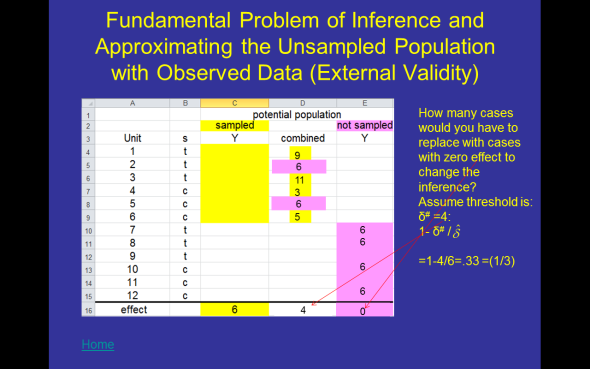 Fundamental Problem of Inference and
Approximating the Unsampled Population
with Observed Data (External Validity)
A B C D E
1 potential population
2 sampled not sampled
3 Unit s Y combined Y
4 1 t 9
5 2 t 6
6 3 t 11
7 4 c 3
8 5 c 6
9 6 c 5
10 7 t 6
11 8 t 6
12 9 t
13 10 c 6
14 11 c
15 12 c 6
16 effect 6 4 0
How many cases
would you have to
replace with cases
with zero effect to
change the
inference?
Assume threshold is:
δ# =4:
1- δ# / δ̂
=1-4/6=.33 =(1/3)
Home